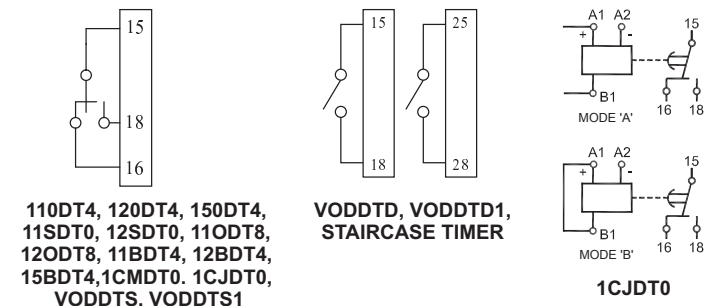 15
18
16
110DT4, 120DT4, 150DT4,
11SDT0, 12SDT0, 11ODT8,
12ODT8, 11BDT4, 12BDT4,
15BDT4,1CMDT0. 1CJDT0,
VODDTS, VODDTS1
15
25
18
28
VODDTD, VODDTD1,
STAIRCASE TIMER
A1 A2
15
+
-
B1
16 18
MODE 'A'
A1 A2
15
+
-
B1
16 18
MODE 'B'
1CJDT0